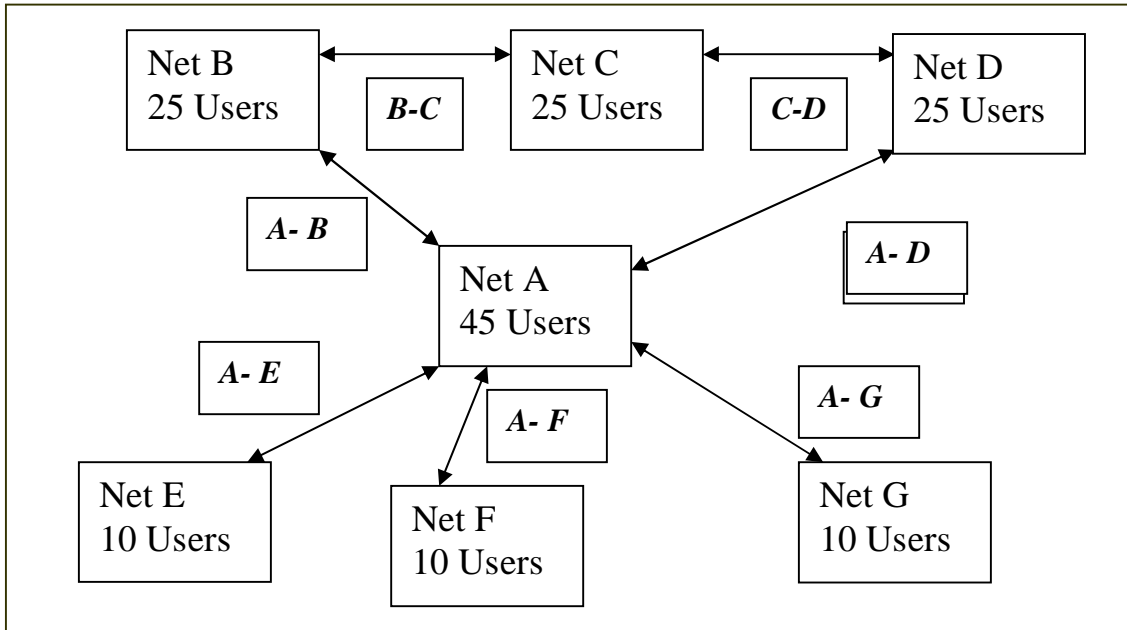 Net B
25 Users
Net C
25 Users
Net D
25 Users
B-C
C-D
A- B
A- D
Net A
45 Users
A- E
A- F
A- G
Net E
10 Users
Net F
10 Users
Net G
10 Users